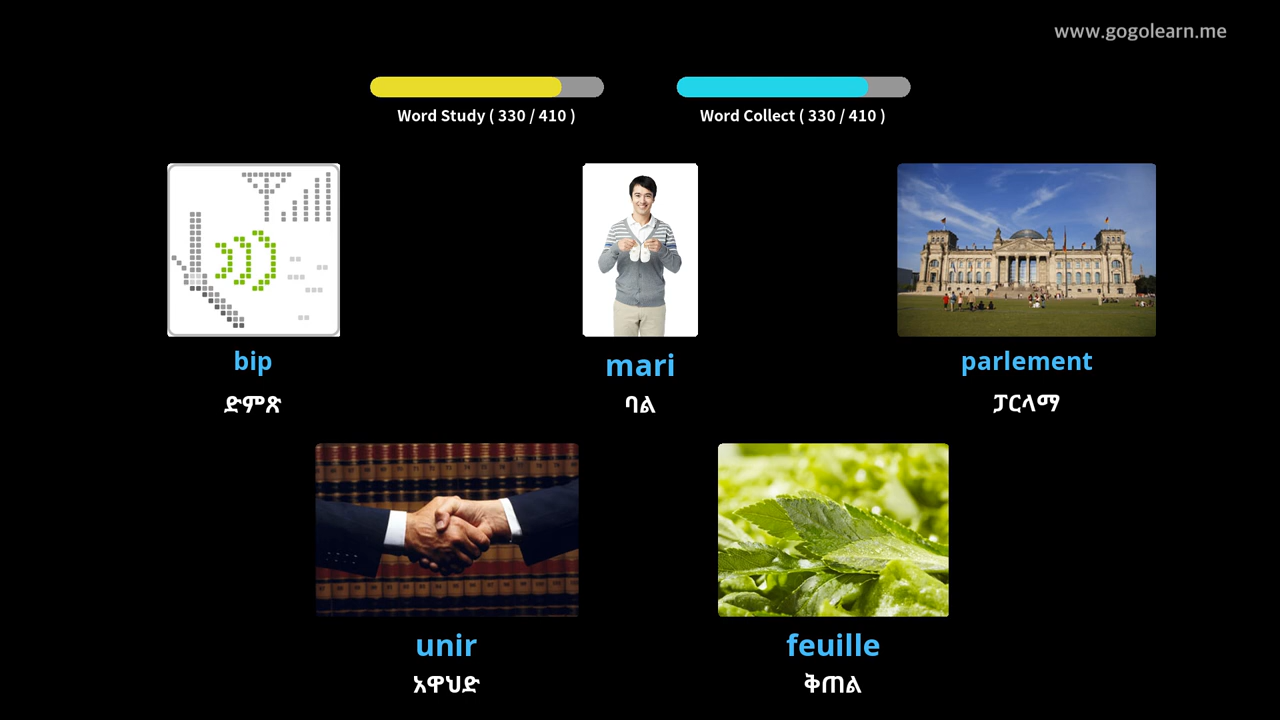 www.gogolearn.me
Word Study ( 330 / 410 )
Word Collect ( 330 / 410 )
bip
mari
parlement
ድምጽ
ባል
ፓርላማ
unir
feuille
አዋህድ
ቅጠል